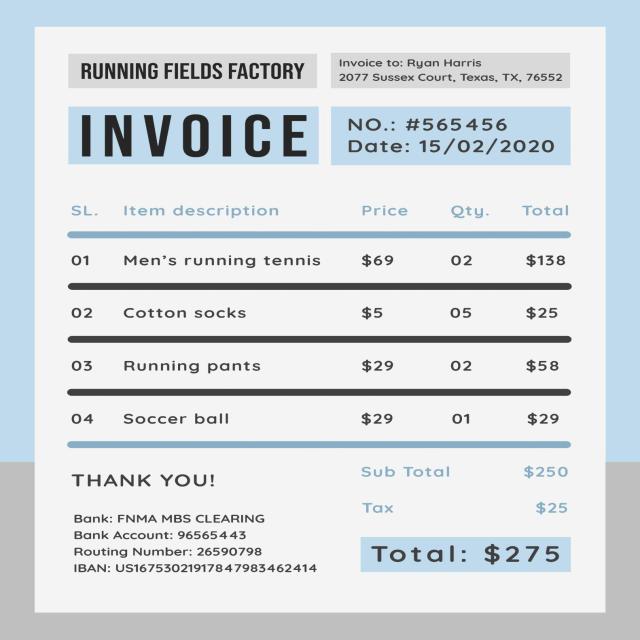 RUNNING FIELDS FACTORY
Invoice to: Ryan Harris
2077 Sussex Court, Texas, TX, 76552
INVOICE
NO.: #565456
Date: 15/02/2020
SL. Item description Price Qty. Total
01 Men's running tennis $69 02 $138
02 Cotton socks $5 05 $25
03 Running pants $29 02 $58
04 Soccer ball $29 01 $29
Sub Total $250
Tax $25
Total: $275
THANK YOU!
Bank: FNMA MBS CLEARING
Bank Account: 96565443
Routing Number: 26590798
IBAN: US16753021917847983462414